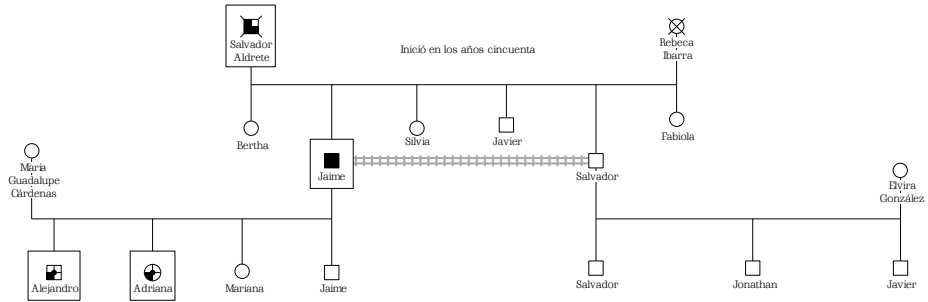 Salvador
Aldrete
Inició en los años cincuenta
Rebeca
Ibarra
Bertha
Silvia
Javier
Fabiola
María
Guadalupe
Cárdenas
Jaime
Salvador
Elvira
González
Alejandro
Adriana
Mariana
Jaime
Salvador
Jonathan
Javier